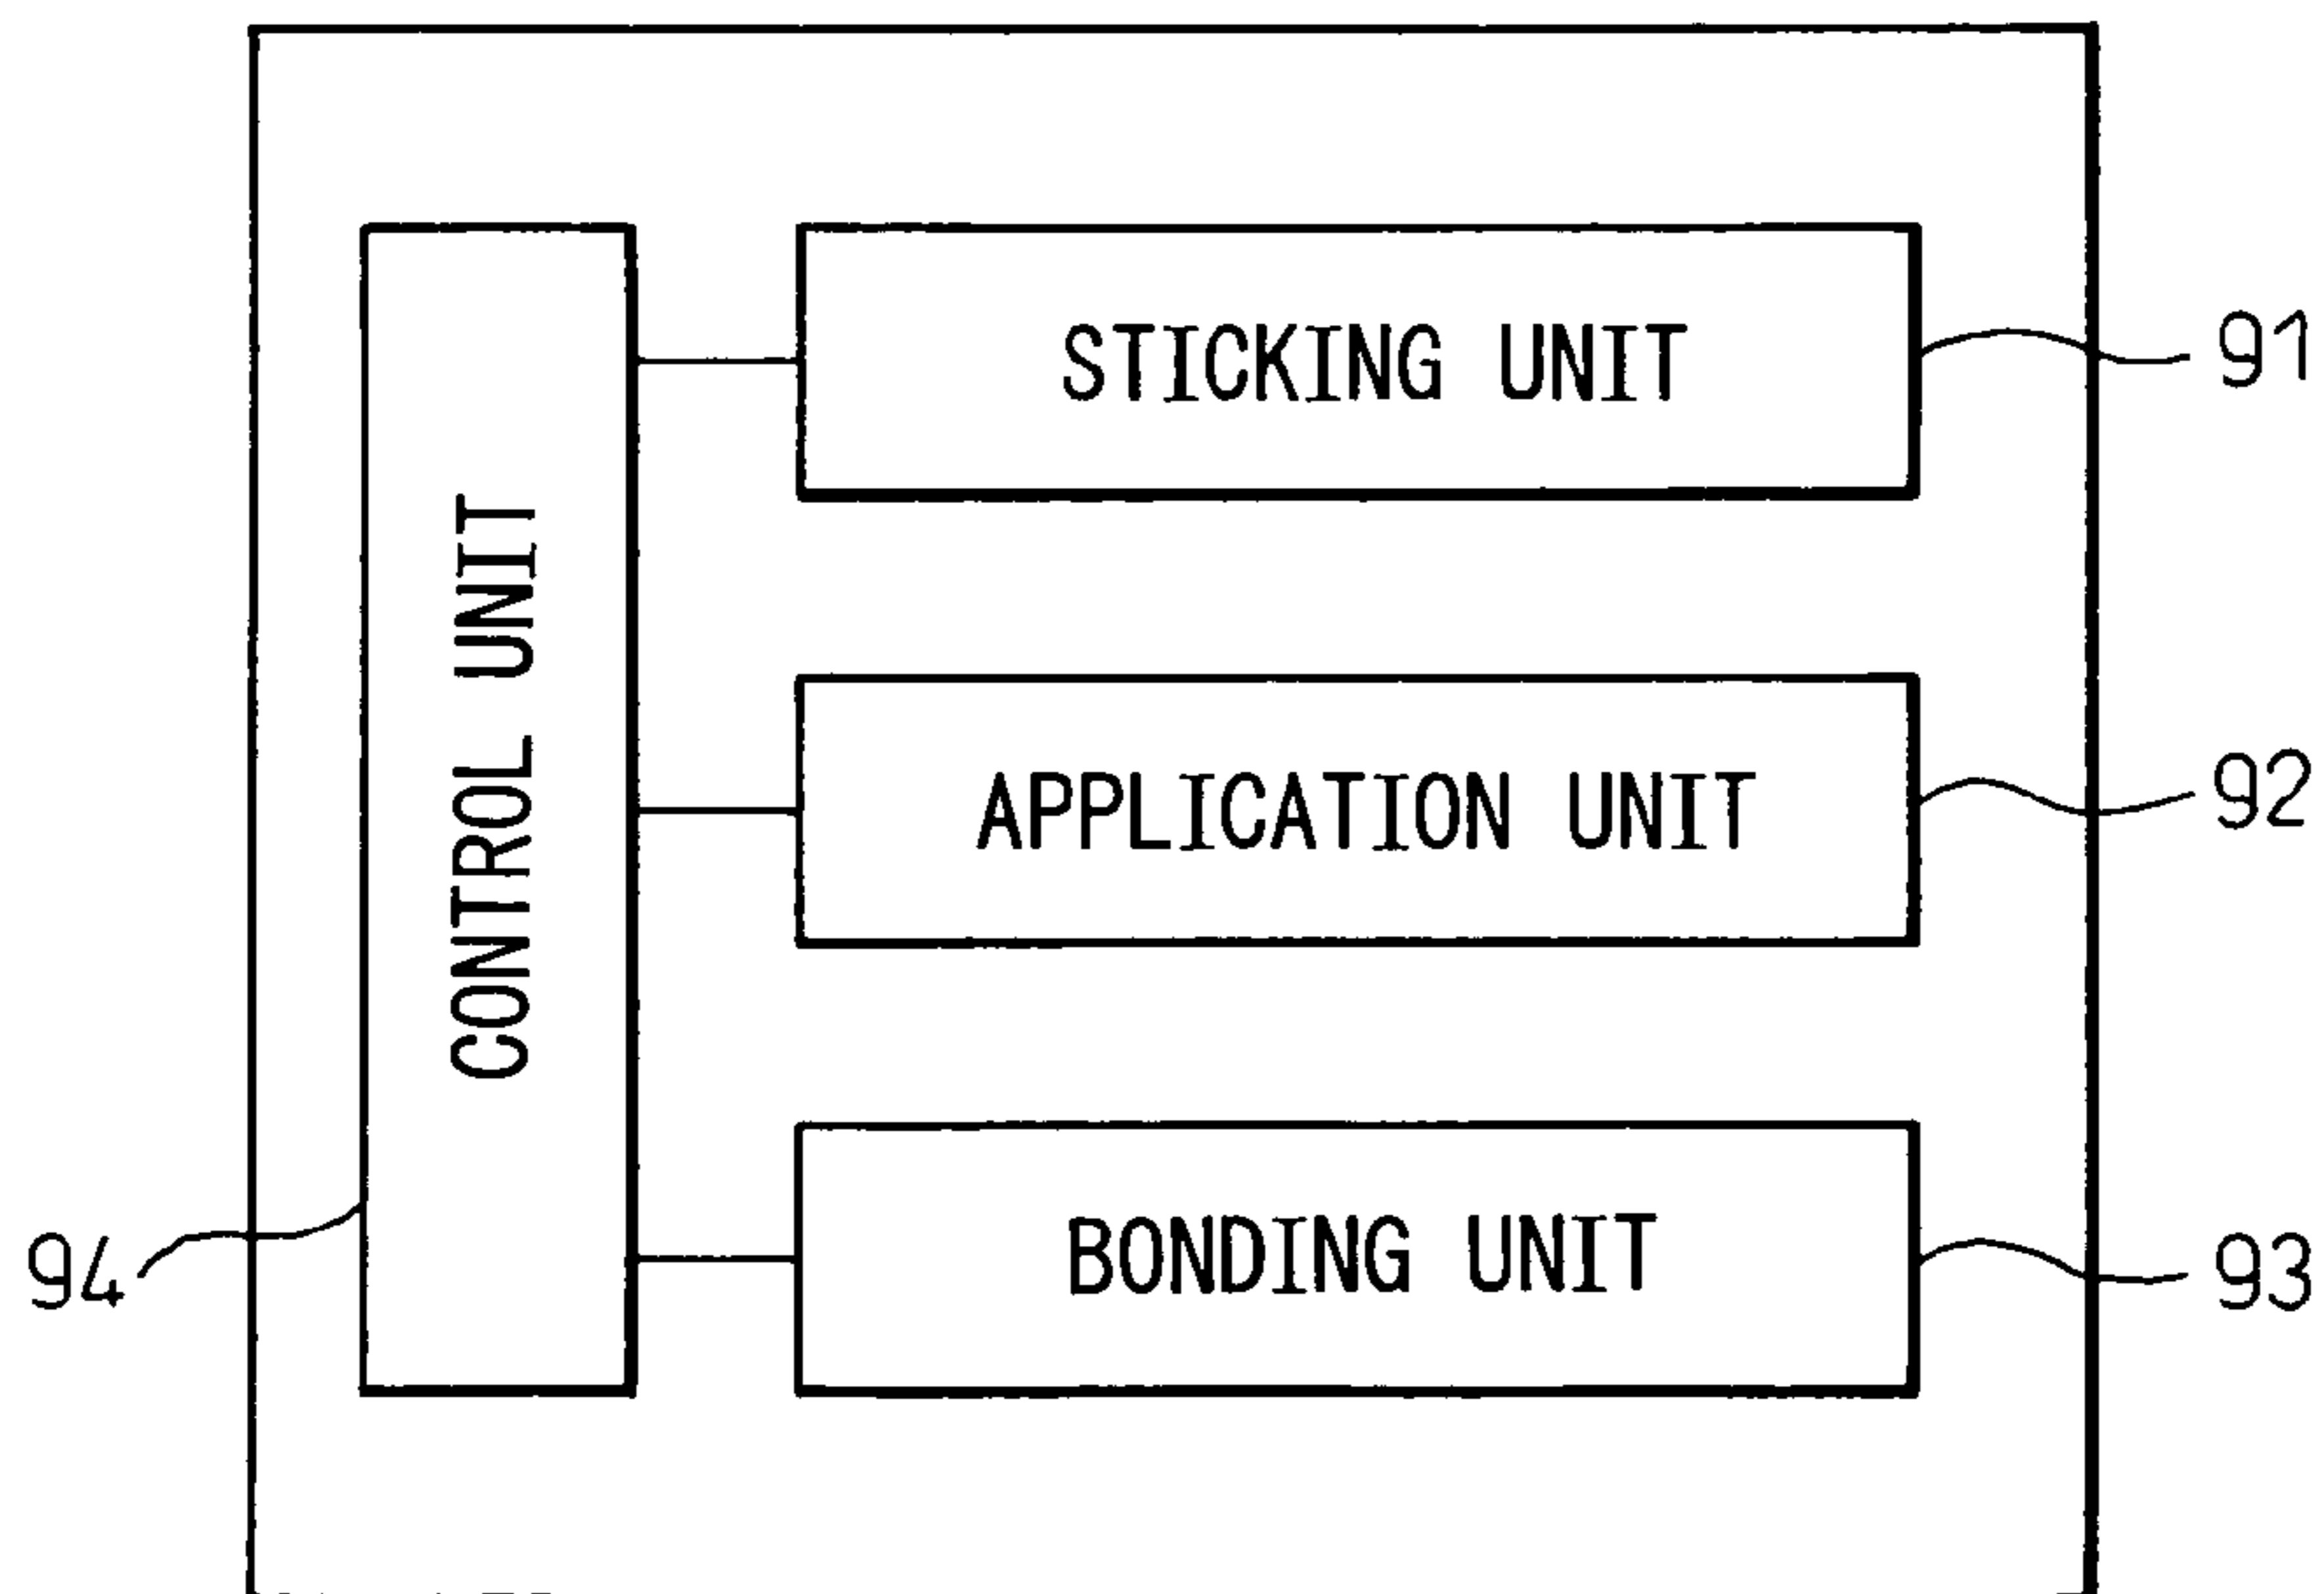 STICKING UNIT
91
CONTROL UNIT
APPLICATION UNIT
92
BONDING UNIT
93
94